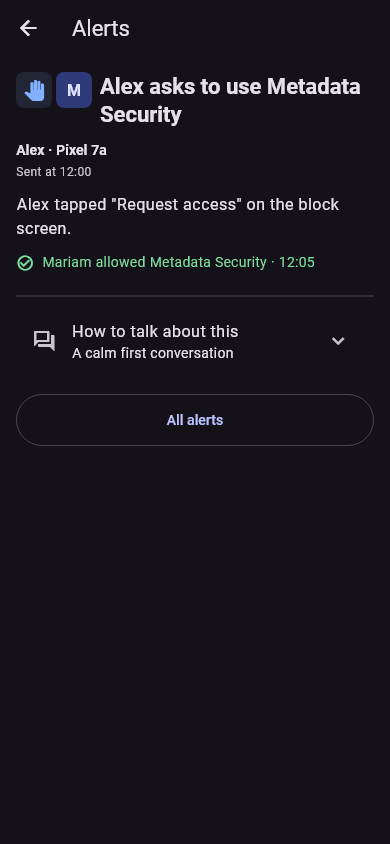 Alerts
M
Alex asks to use Metadata
Security
Alex · Pixel 7a
Sent at 12:00
Alex tapped "Request access" on the block
screen.
Mariam allowed Metadata Security · 12:05
How to talk about this
A calm first conversation
All alerts